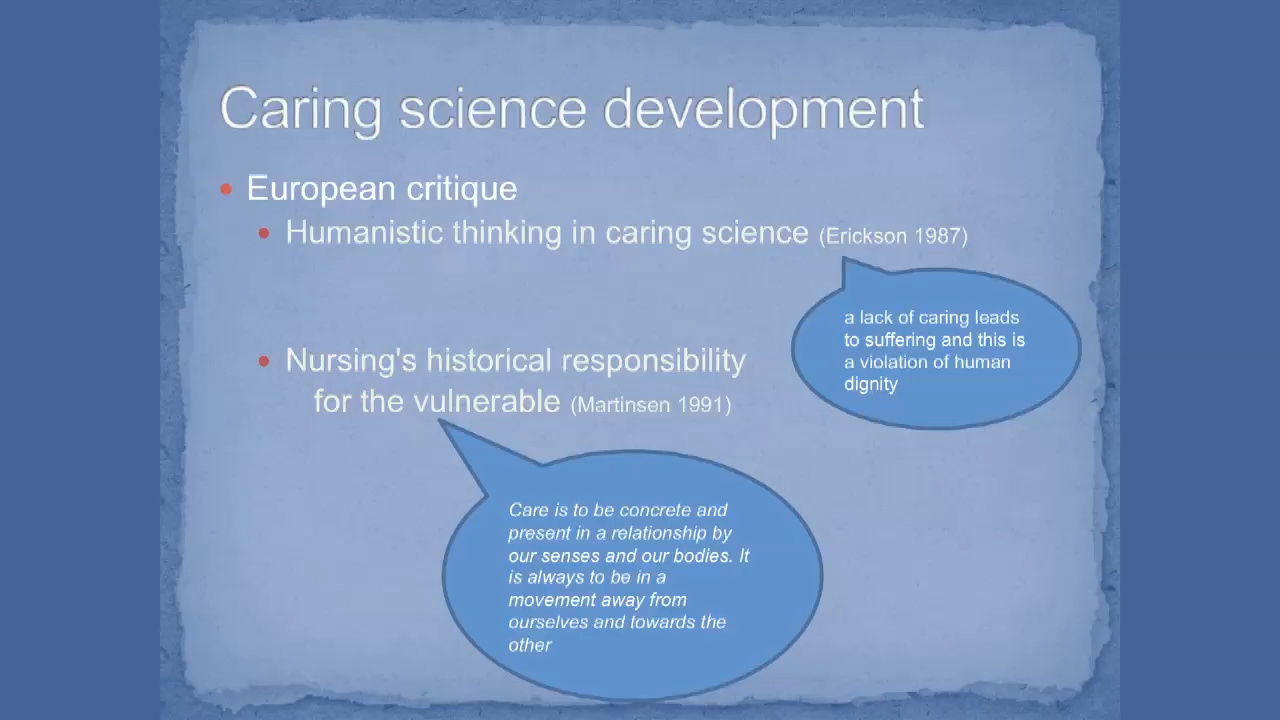 Caring science development
• European critique
• Humanistic thinking in caring science (Erickson 1987)
a lack of caring leads
to suffering and this is
a violation of human
dignity
• Nursing's historical responsibility
for the vulnerable (Martinsen 1991)
Care is to be concrete and
present in a relationship by
our senses and our bodies. It
is always to be in a
movement away from
ourselves and towards the
other